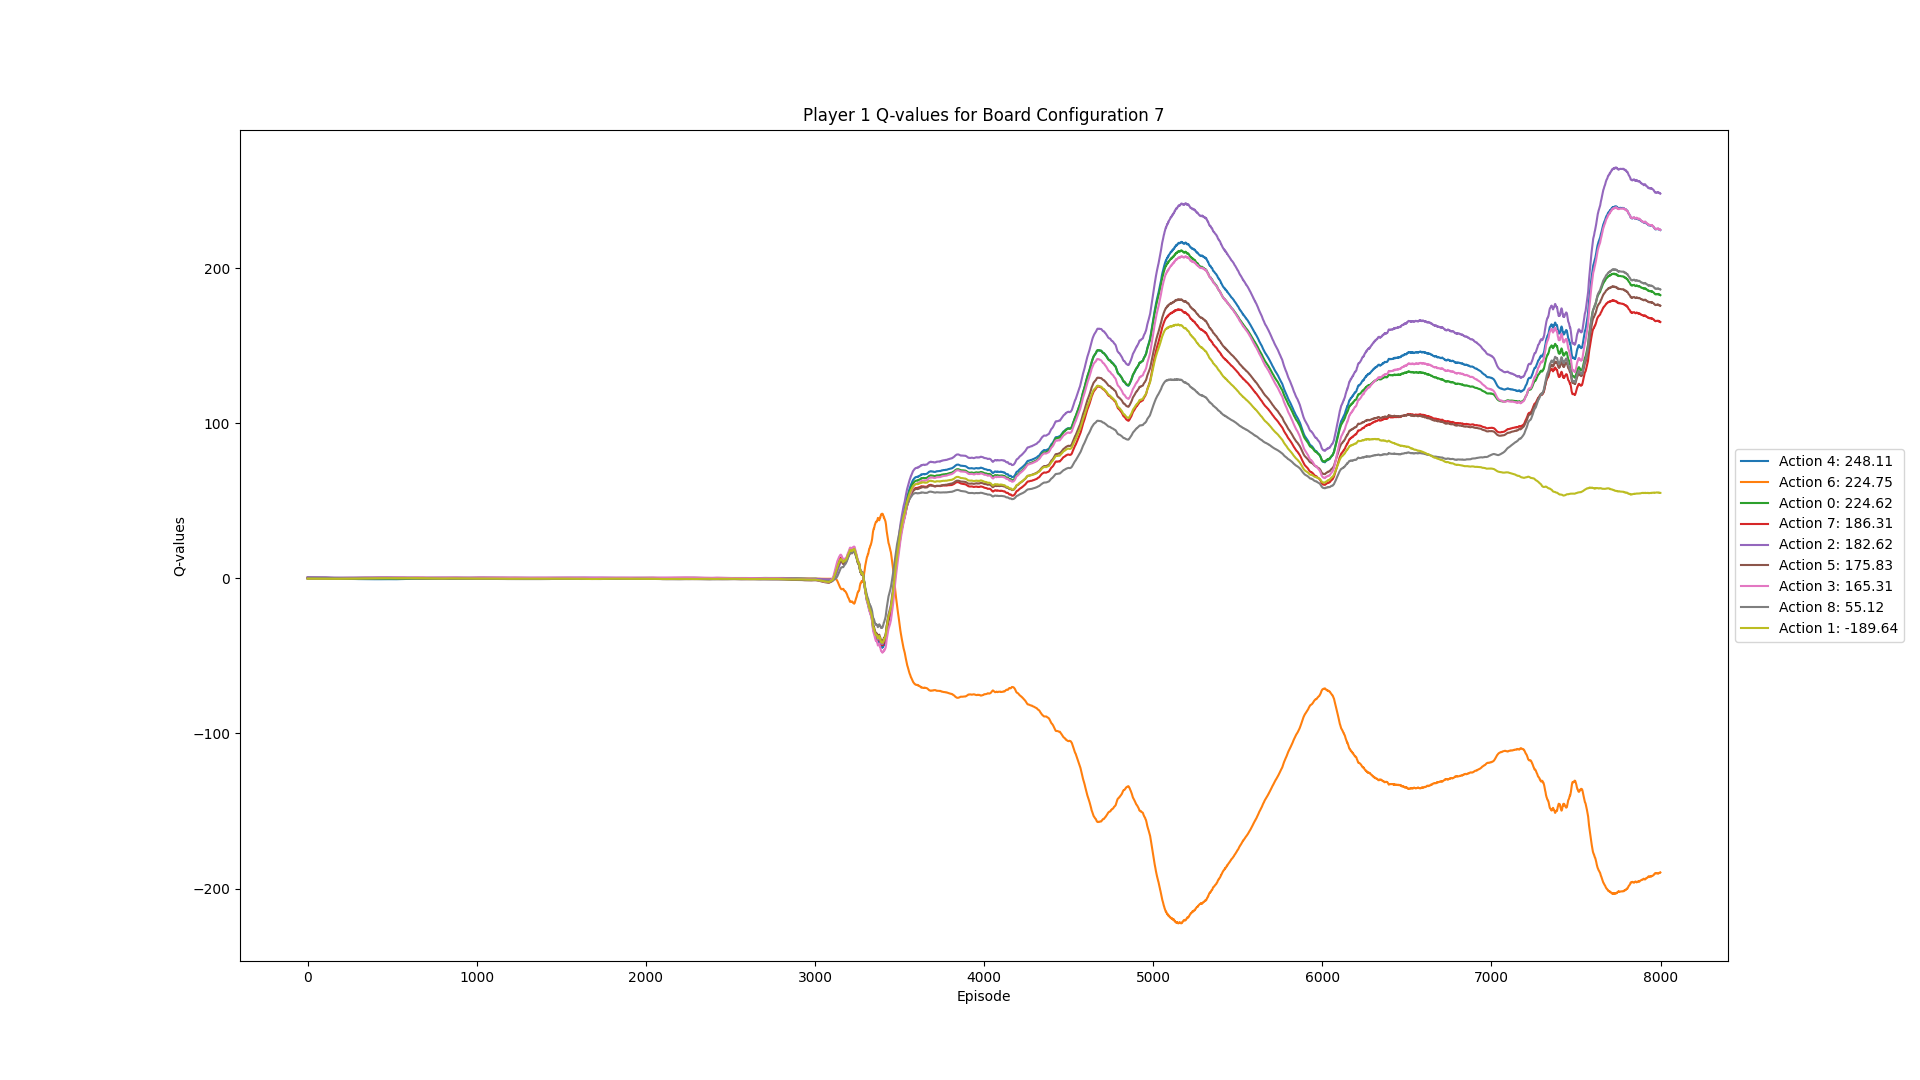 Player 1 Q-values for Board Configuration 7
Q-values
200
100
0
−100
−200
0 1000 2000 3000 4000 5000 6000 7000 8000
Episode
Action 4: 248.11
Action 6: 224.75
Action 0: 224.62
Action 7: 186.31
Action 2: 182.62
Action 5: 175.83
Action 3: 165.31
Action 8: 55.12
Action 1: -189.64